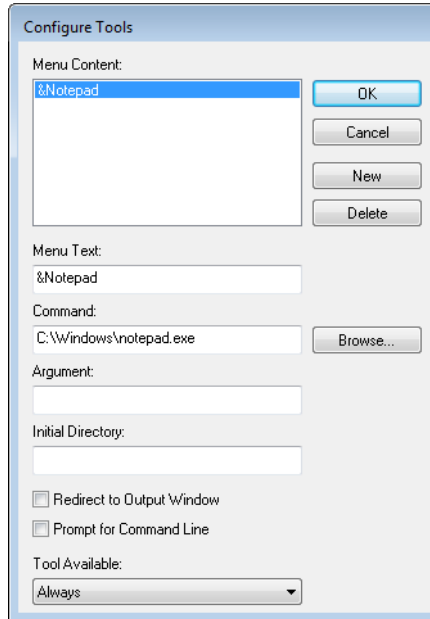 Configure Tools
Menu Content:
&Notepad
OK
Cancel
New
Delete
Menu Text:
&Notepad
Command:
C:\Windows\notepad.exe
Browse...
Argument:
Initial Directory:
Redirect to Output Window
Prompt for Command Line
Tool Available:
Always